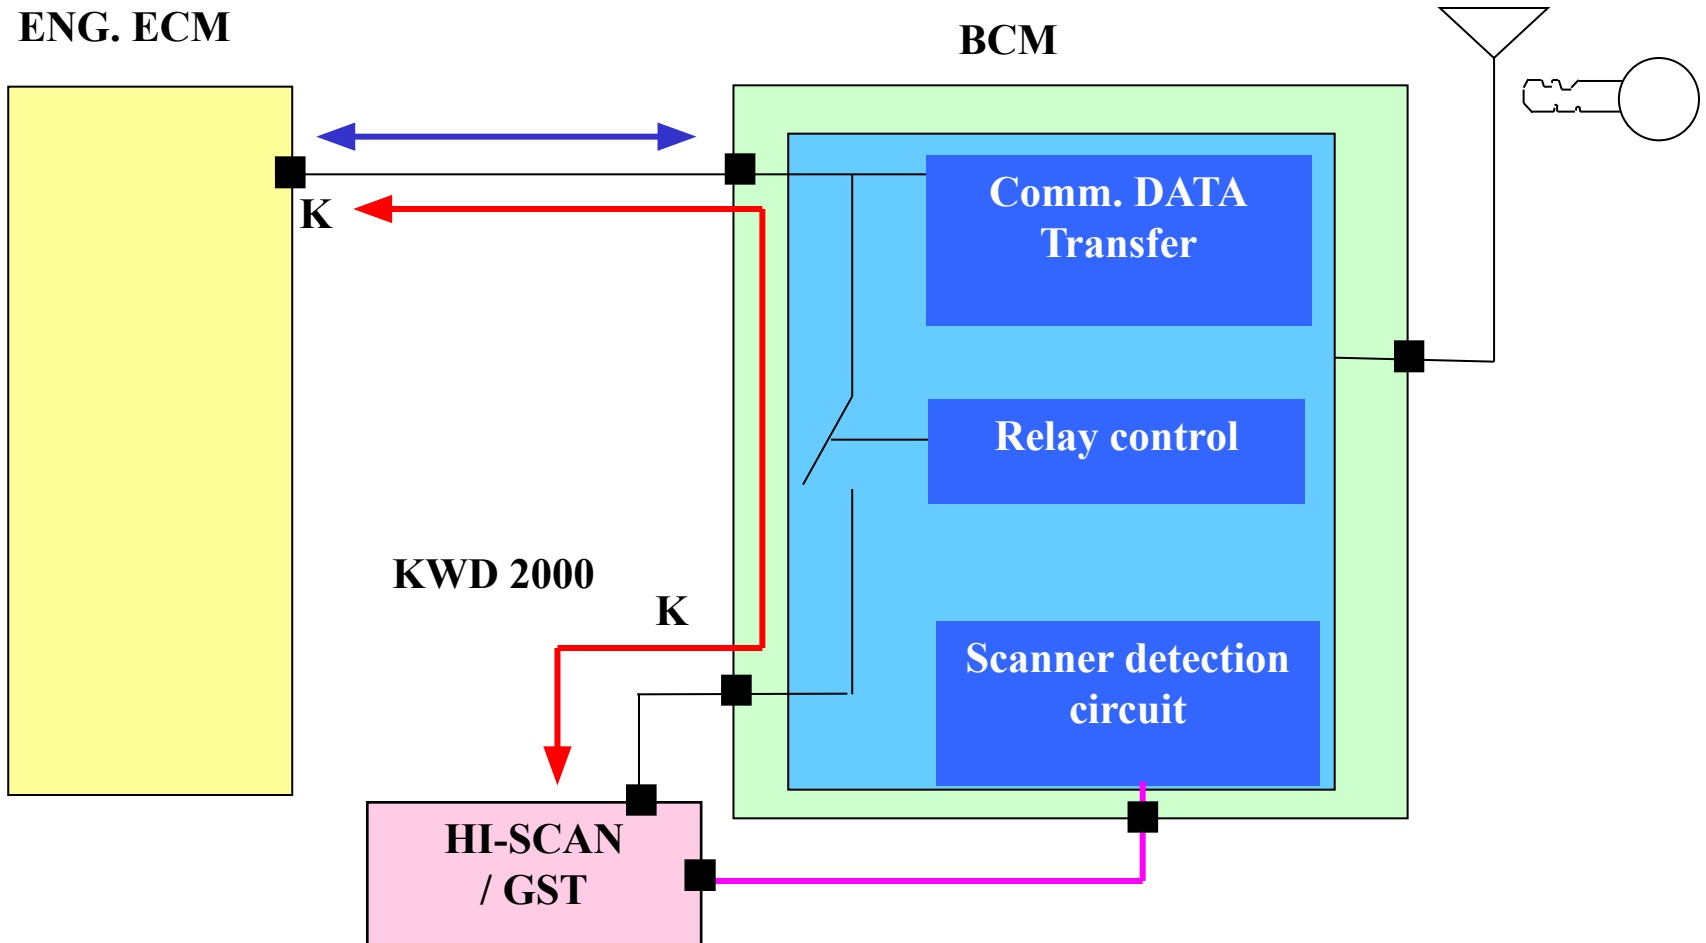 ENG. ECM
BCM
K
Comm. DATA
Transfer
Relay control
KWD 2000
K
Scanner detection
circuit
HI-SCAN
/ GST